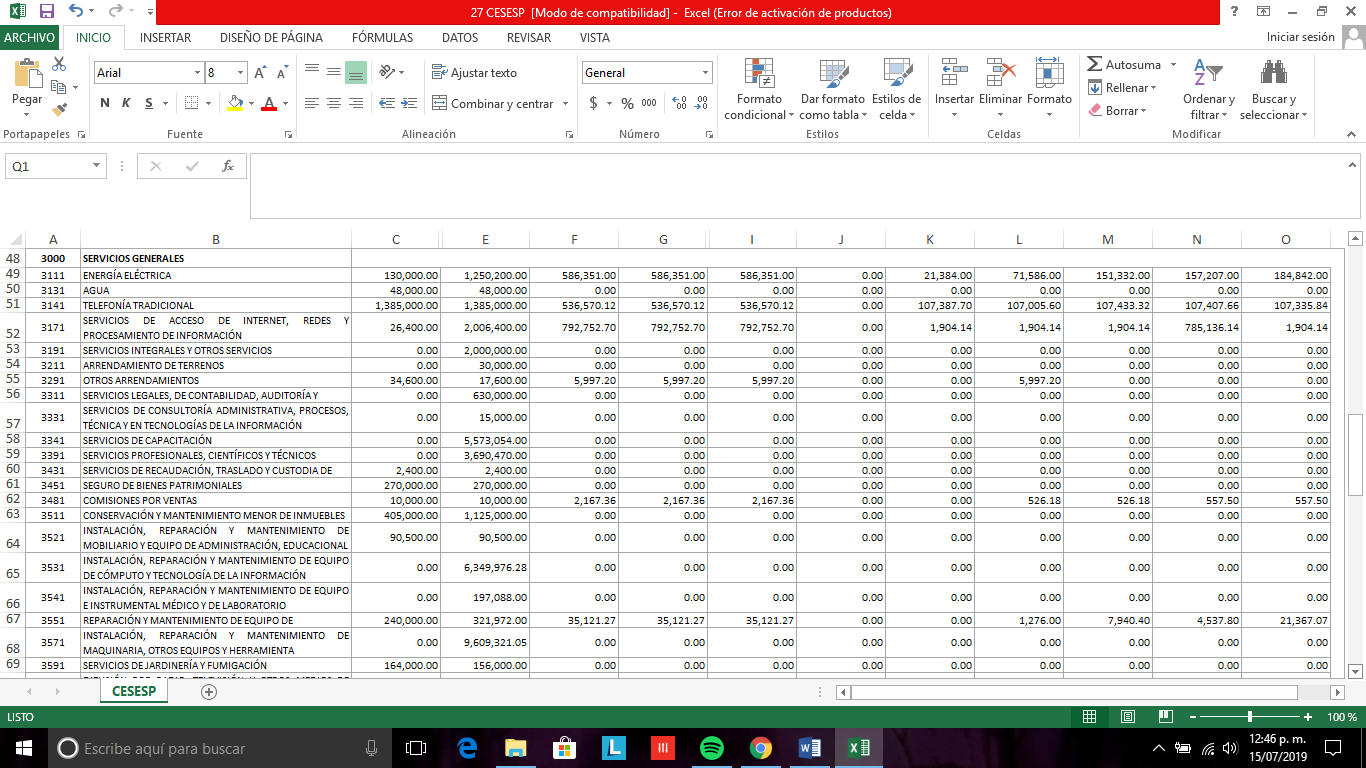 27 CESESP [Modo de compatibilidad] - Excel (Error de activación de productos)
ARCHIVO INICIO INSERTAR DISEÑO DE PÁGINA FÓRMULAS DATOS REVISAR VISTA Iniciar sesión
Pegar
Arial 8
N K S
Ajustar texto
Combinar y centrar
General
$ % 000
Formato condicional
Dar formato como tabla
Estilos de celda
Insertar Eliminar Formato
Autosuma
Rellenar
Borrar
Ordenar y filtrar
Buscar y seleccionar
Portapapeles Fuente Alineación Número Estilos Celdas Modificar
Q1 fx
A B C E F G I J K L M N O
48 3000 SERVICIOS GENERALES
49 3111 ENERGÍA ELÉCTRICA 130,000.00 1,250,200.00 586,351.00 586,351.00 586,351.00 0.00 21,384.00 71,586.00 151,332.00 157,207.00 184,842.00
50 3131 AGUA 48,000.00 48,000.00 0.00 0.00 0.00 0.00 0.00 0.00 0.00 0.00 0.00
51 3141 TELEFONÍA TRADICIONAL 1,385,000.00 1,385,000.00 536,570.12 536,570.12 536,570.12 0.00 107,387.70 107,005.60 107,433.32 107,407.66 107,335.84
52 3171 SERVICIOS DE ACCESO DE INTERNET, REDES Y
PROCESAMIENTO DE INFORMACIÓN 26,400.00 2,006,400.00 792,752.70 792,752.70 792,752.70 0.00 1,904.14 1,904.14 1,904.14 785,136.14 1,904.14
53 3191 SERVICIOS INTEGRALES Y OTROS SERVICIOS 0.00 2,000,000.00 0.00 0.00 0.00 0.00 0.00 0.00 0.00 0.00 0.00
54 3211 ARRENDAMIENTO DE TERRENOS 0.00 30,000.00 0.00 0.00 0.00 0.00 0.00 0.00 0.00 0.00 0.00
55 3291 OTROS ARRENDAMIENTOS 34,600.00 17,600.00 5,997.20 5,997.20 5,997.20 0.00 0.00 5,997.20 0.00 0.00 0.00
56 3311 SERVICIOS LEGALES, DE CONTABILIDAD, AUDITORÍA Y 0.00 630,000.00 0.00 0.00 0.00 0.00 0.00 0.00 0.00 0.00 0.00
57 3331 SERVICIOS DE CONSULTORÍA ADMINISTRATIVA, PROCESOS,
TÉCNICA Y EN TECNOLOGÍAS DE LA INFORMACIÓN 0.00 15,000.00 0.00 0.00 0.00 0.00 0.00 0.00 0.00 0.00 0.00
58 3341 SERVICIOS DE CAPACITACIÓN 0.00 5,573,054.00 0.00 0.00 0.00 0.00 0.00 0.00 0.00 0.00 0.00
59 3391 SERVICIOS PROFESIONALES, CIENTÍFICOS Y TÉCNICOS 0.00 3,690,470.00 0.00 0.00 0.00 0.00 0.00 0.00 0.00 0.00 0.00
60 3431 SERVICIOS DE RECAUDACIÓN, TRASLADO Y CUSTODIA DE 2,400.00 2,400.00 0.00 0.00 0.00 0.00 0.00 0.00 0.00 0.00 0.00
61 3451 SEGURO DE BIENES PATRIMONIALES 270,000.00 270,000.00 0.00 0.00 0.00 0.00 0.00 0.00 0.00 0.00 0.00
62 3481 COMISIONES POR VENTAS 10,000.00 10,000.00 2,167.36 2,167.36 2,167.36 0.00 0.00 526.18 526.18 557.50 557.50
63 3511 CONSERVACIÓN Y MANTENIMIENTO MENOR DE INMUEBLES 405,000.00 1,125,000.00 0.00 0.00 0.00 0.00 0.00 0.00 0.00 0.00 0.00
64 3521 INSTALACIÓN, REPARACIÓN Y MANTENIMIENTO DE
MOBILIARIO Y EQUIPO DE ADMINISTRACIÓN, EDUCACIONAL 90,500.00 90,500.00 0.00 0.00 0.00 0.00 0.00 0.00 0.00 0.00 0.00
65 3531 INSTALACIÓN, REPARACIÓN Y MANTENIMIENTO DE EQUIPO
DE CÓMPUTO Y TECNOLOGÍA DE LA INFORMACIÓN 0.00 6,349,976.28 0.00 0.00 0.00 0.00 0.00 0.00 0.00 0.00 0.00
66 3541 INSTALACIÓN, REPARACIÓN Y MANTENIMIENTO DE EQUIPO
E INSTRUMENTAL MÉDICO Y DE LABORATORIO 0.00 197,088.00 0.00 0.00 0.00 0.00 0.00 0.00 0.00 0.00 0.00
67 3551 REPARACIÓN Y MANTENIMIENTO DE EQUIPO DE 240,000.00 321,972.00 35,121.27 35,121.27 35,121.27 0.00 0.00 1,276.00 7,940.40 4,537.80 21,367.07
68 3571 INSTALACIÓN, REPARACIÓN Y MANTENIMIENTO DE
MAQUINARIA, OTROS EQUIPOS Y HERRAMIENTA 0.00 9,609,321.05 0.00 0.00 0.00 0.00 0.00 0.00 0.00 0.00 0.00
69 3591 SERVICIOS DE JARDINERÍA Y FUMIGACIÓN 164,000.00 156,000.00 0.00 0.00 0.00 0.00 0.00 0.00 0.00 0.00 0.00
CESESP
LISTO 100 %
Escribe aquí para buscar
12:46 p. m.
15/07/2019